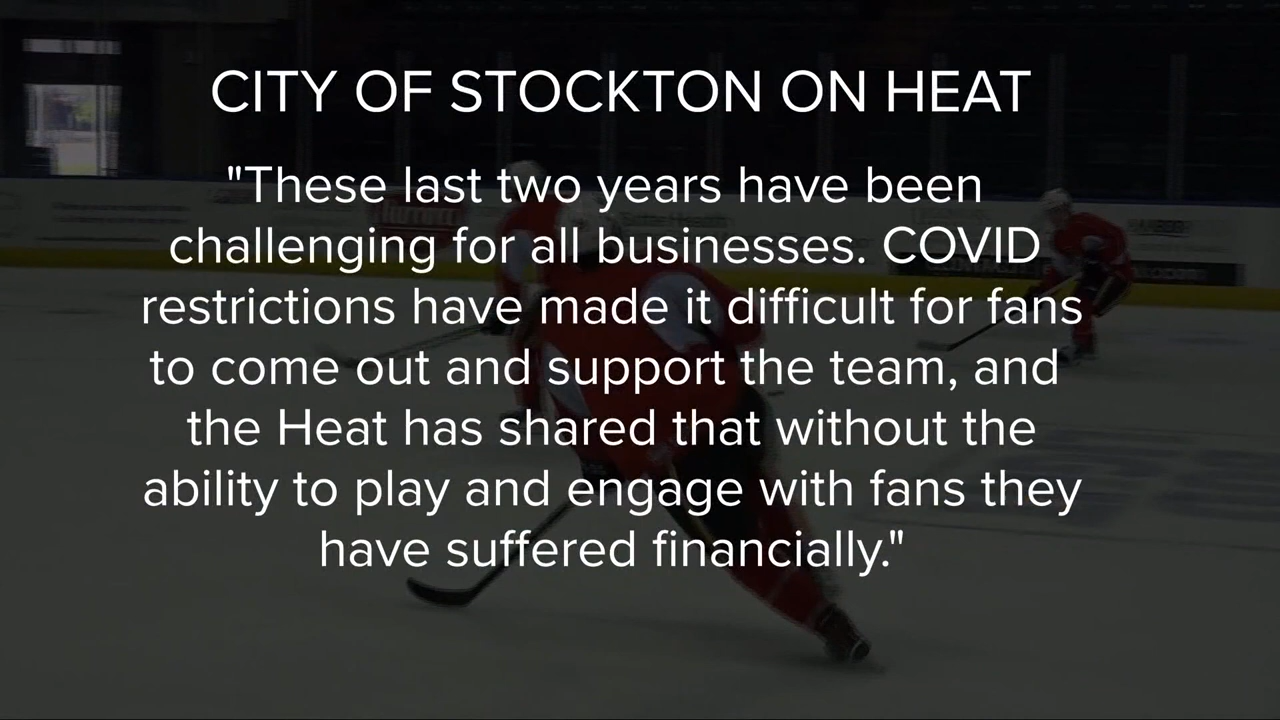 CITY OF STOCKTON ON HEAT
"These last two years have been
challenging for all businesses. COVID
restrictions have made it difficult for fans
to come out and support the team, and
the Heat has shared that without the
ability to play and engage with fans they
have suffered financially."